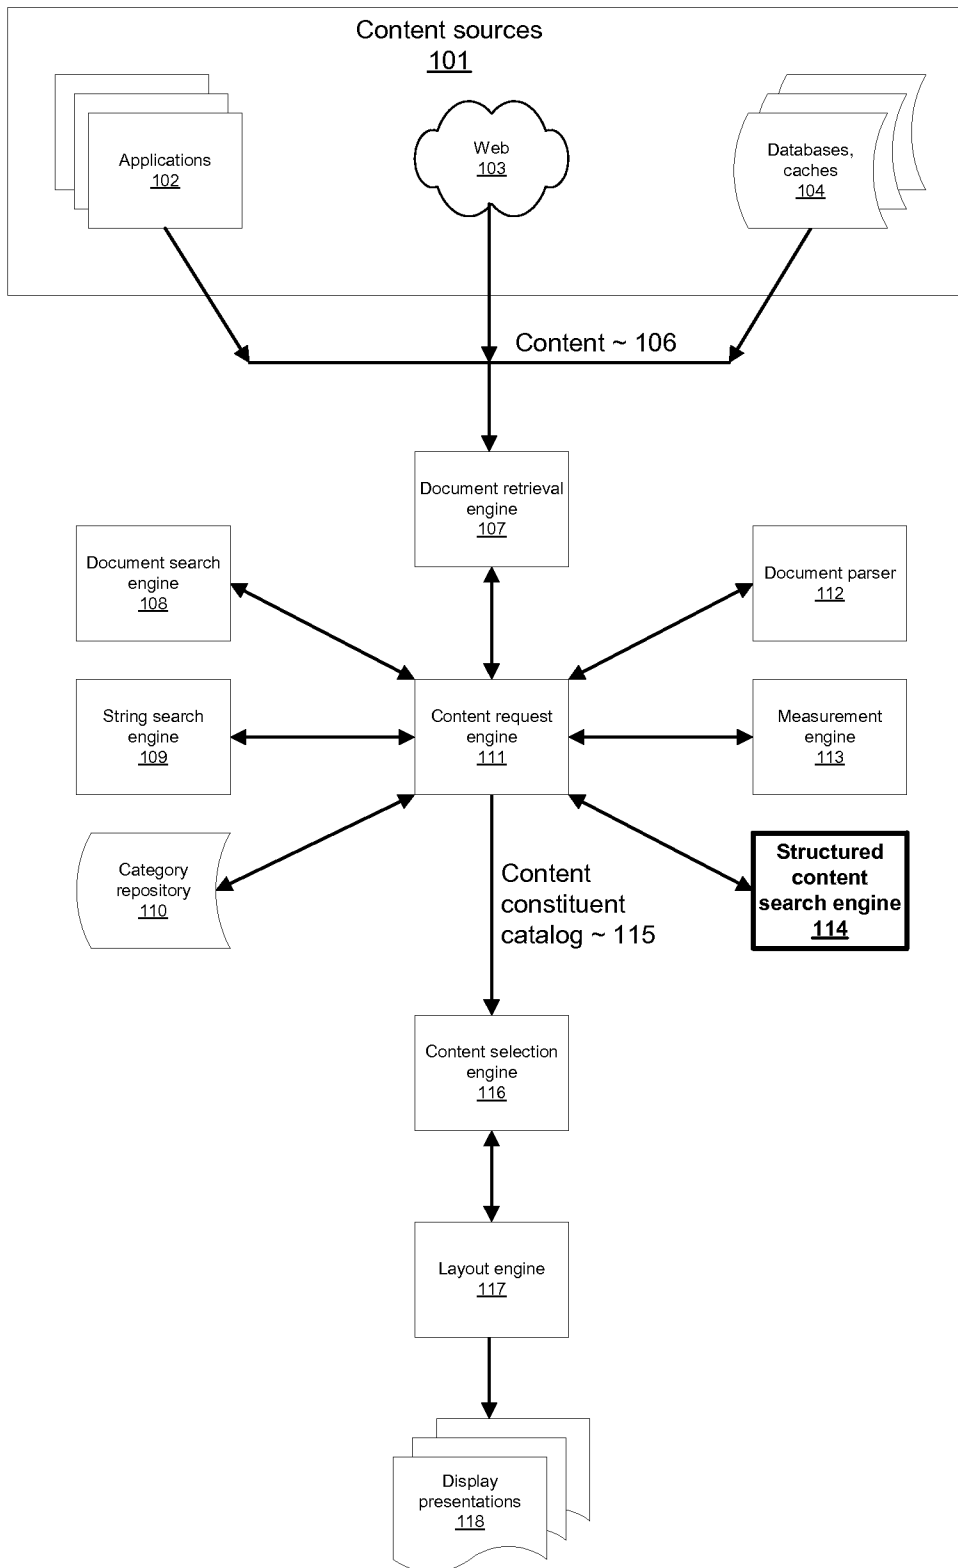 Content sources
101
Applications
102
Web
103
Databases,
caches
104
Content ~ 106
Document retrieval
engine
107
Document search
engine
108
Document parser
112
String search
engine
109
Content request
engine
111
Measurement
engine
113
Category
repository
110
Content
constituent
catalog ~ 115
Structured
content
search engine
114
Content selection
engine
116
Layout engine
117
Display
presentations
118